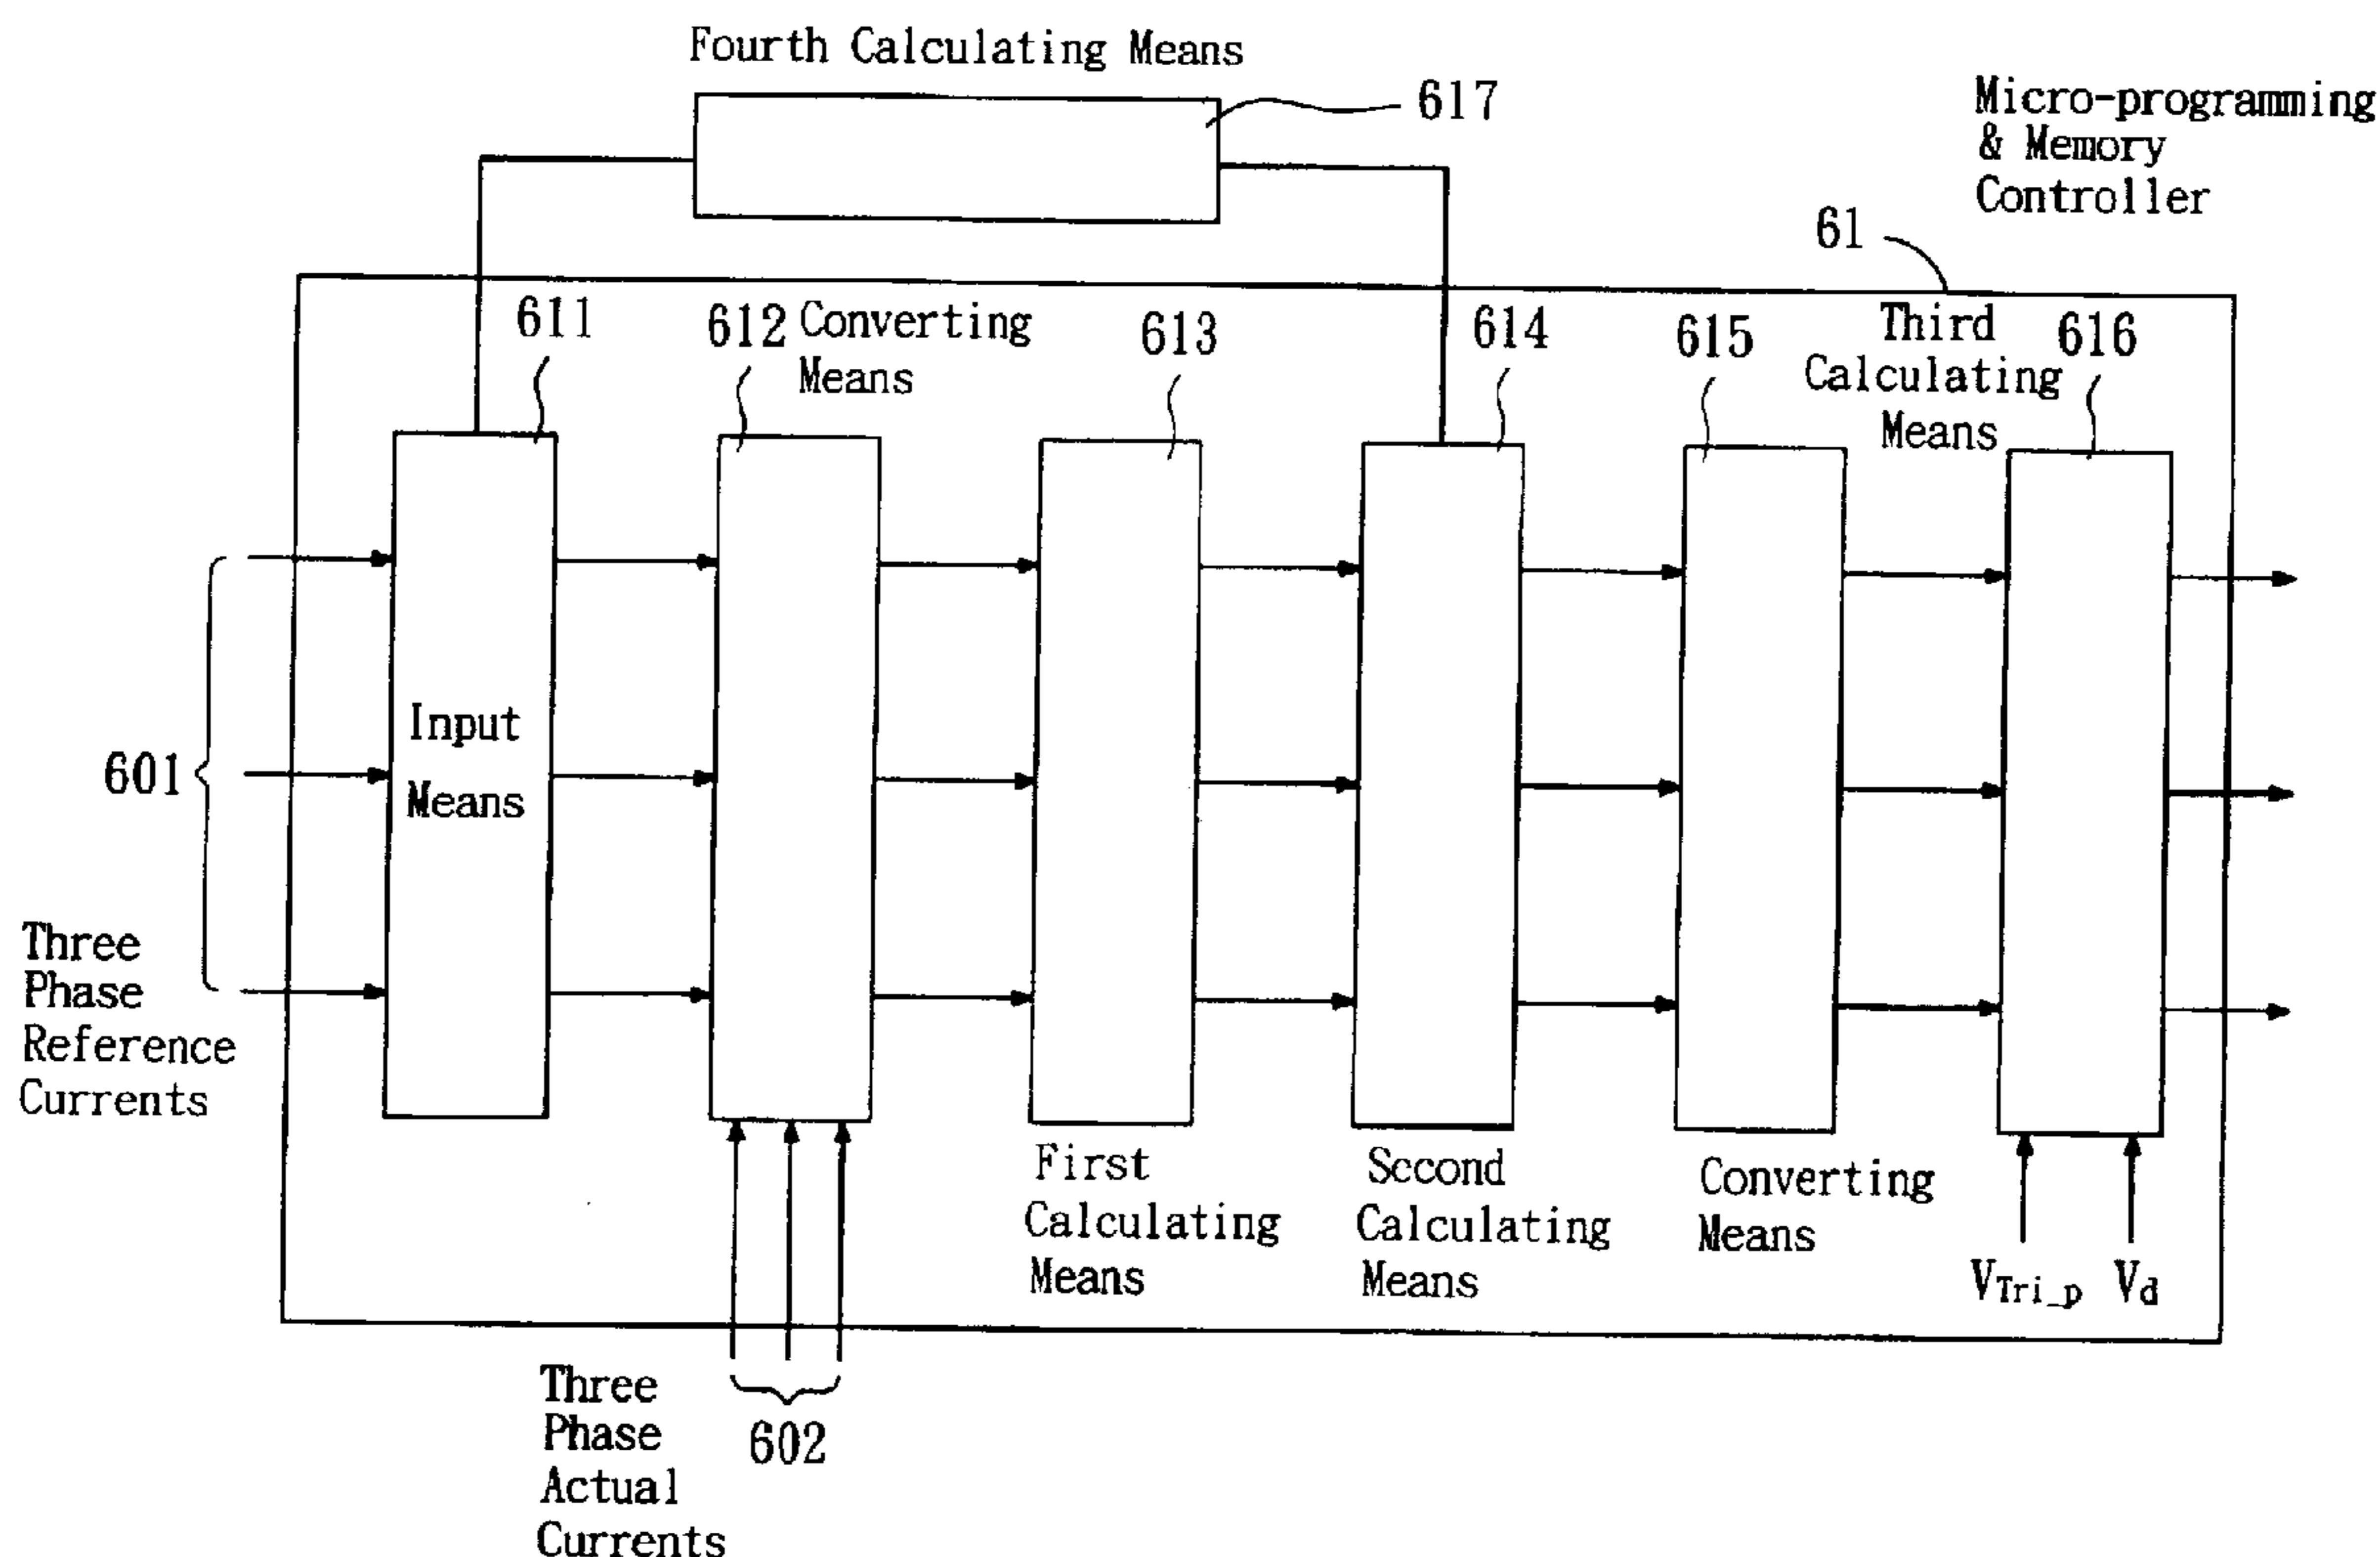 Fourth Calculating Means
617
Micro-programming
& Memory
Controller
61
611
612 Converting
Means
613
614
615
Third
Calculating
Means
616
Input
Means
601
Three
Phase
Reference
Currents
First
Calculating
Means
Second
Calculating
Means
Converting
Means
VTri_p Vd
Three
Phase
Actual
Currents
602